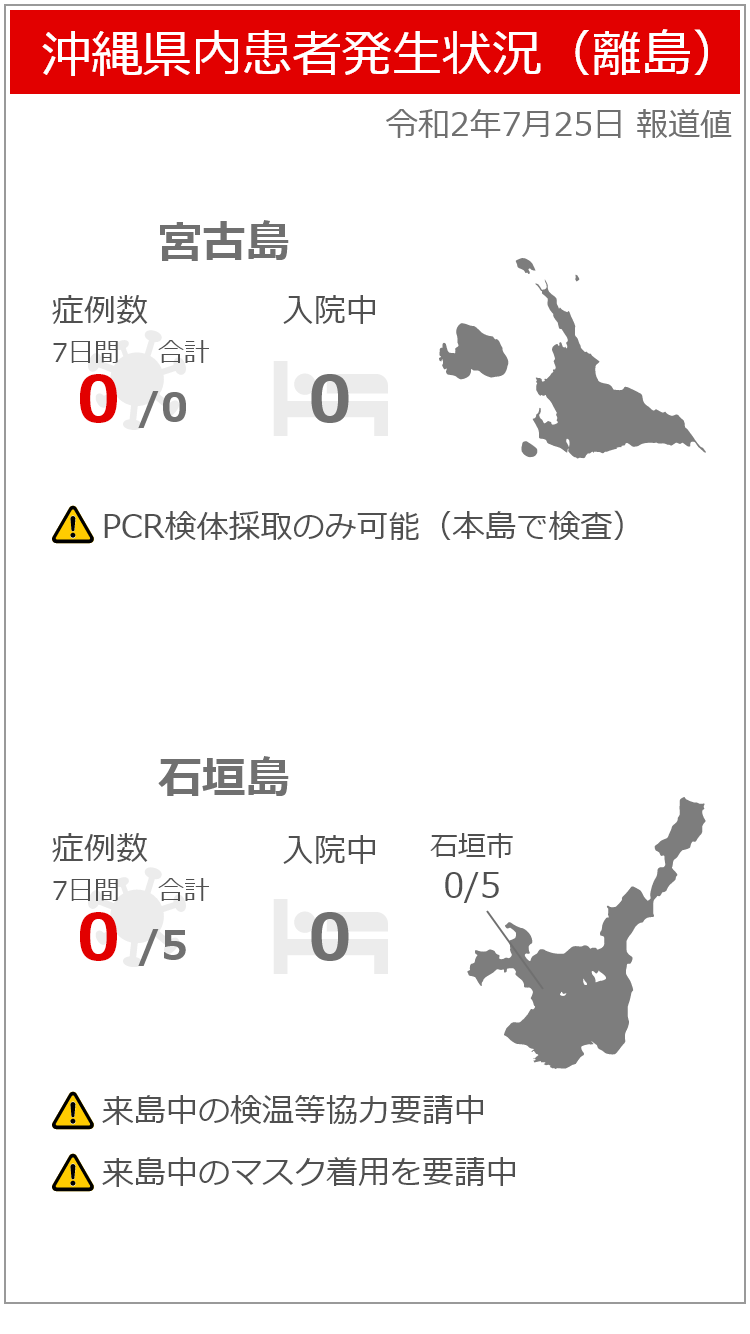 沖縄県内患者発生状況（離島）
令和2年7月25日 報道値
宮古島
症例数 入院中
7日間 合計
0 /0 0
PCR検体採取のみ可能（本島で検査）
石垣島
症例数 入院中
7日間 合計
0 /5 0
石垣市
0/5
来島中の検温等協力要請中
来島中のマスク着用を要請中